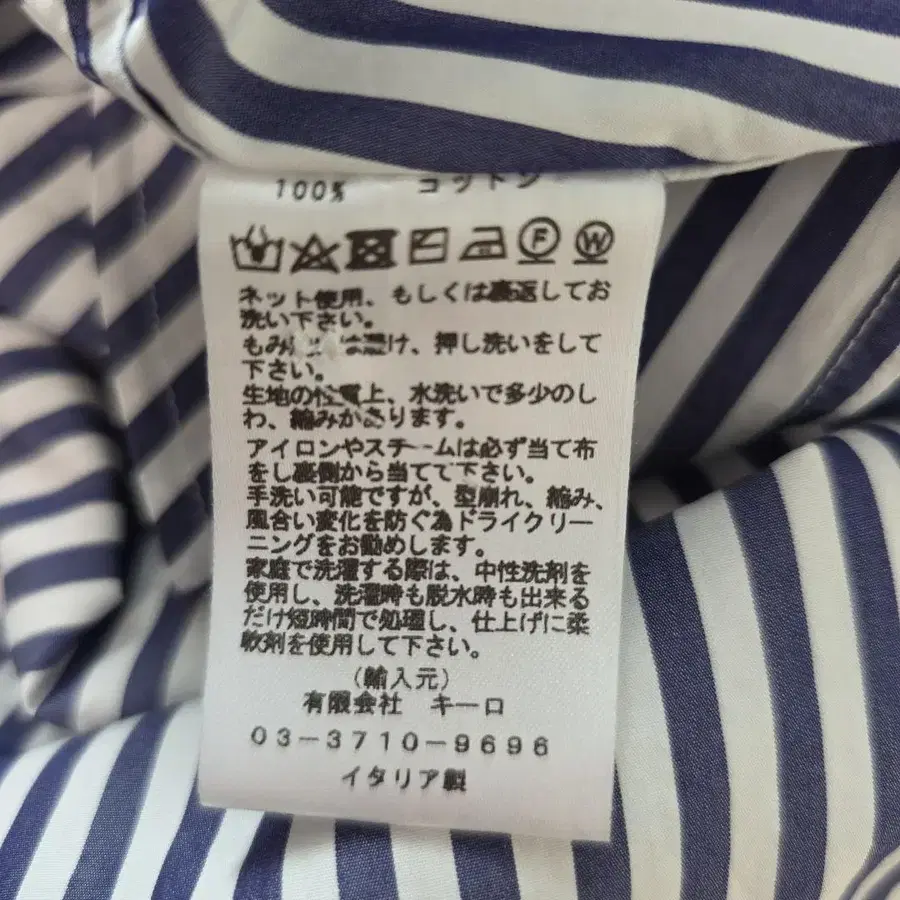 100% コットン
F W
ネット使用、もしくは裏返してお
洗い下さい。
もみ洗いは避け、押し洗いをして
下さい。
生地の性質上、水洗いで多少のし
わ、縮みがあります。
アイロンやスチームは必ず当て布
をし裏側から当てて下さい。
手洗い可能ですが、型崩れ、縮み、
風合い変化を防ぐ為ドライクリー
ニングをお勧めします。
家庭で洗濯する際は、中性洗剤を
使用し、洗濯時も脱水時も出来る
だけ短時間で処理し、仕上げに柔
軟剤を使用して下さい。
(輸入元)
有限会社 キーロ
03-3710-9696
イタリア製